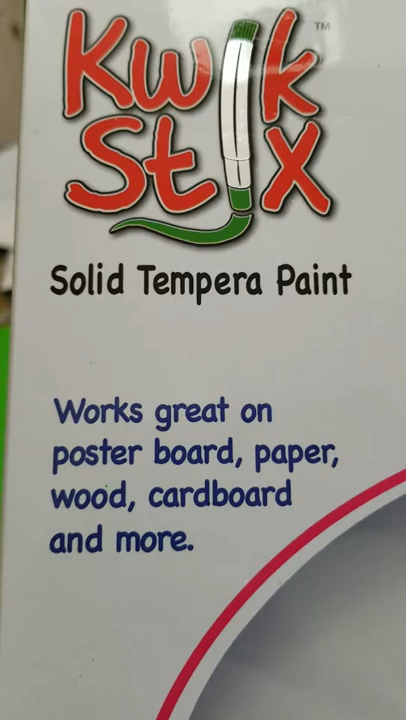 Kwik
™
Stix
Solid Tempera Paint
Works great on
poster board, paper,
wood, cardboard
and more.